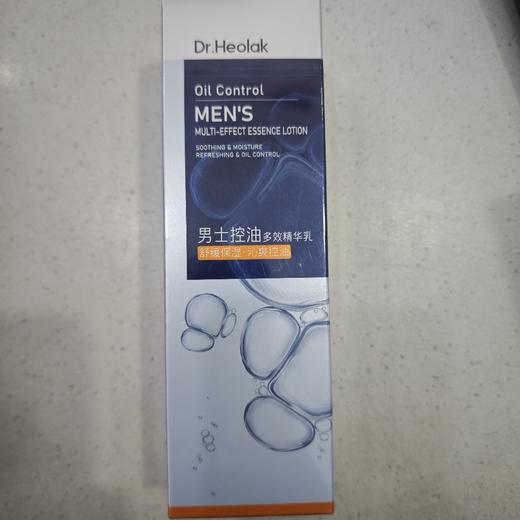 Dr.Heolak
Oil Control
MEN'S
MULTI-EFFECT ESSENCE LOTION
SOOTHING & MOISTURE
REFRESHING & OIL CONTROL
男士控油多效精华乳
舒缓保湿·沁爽控油